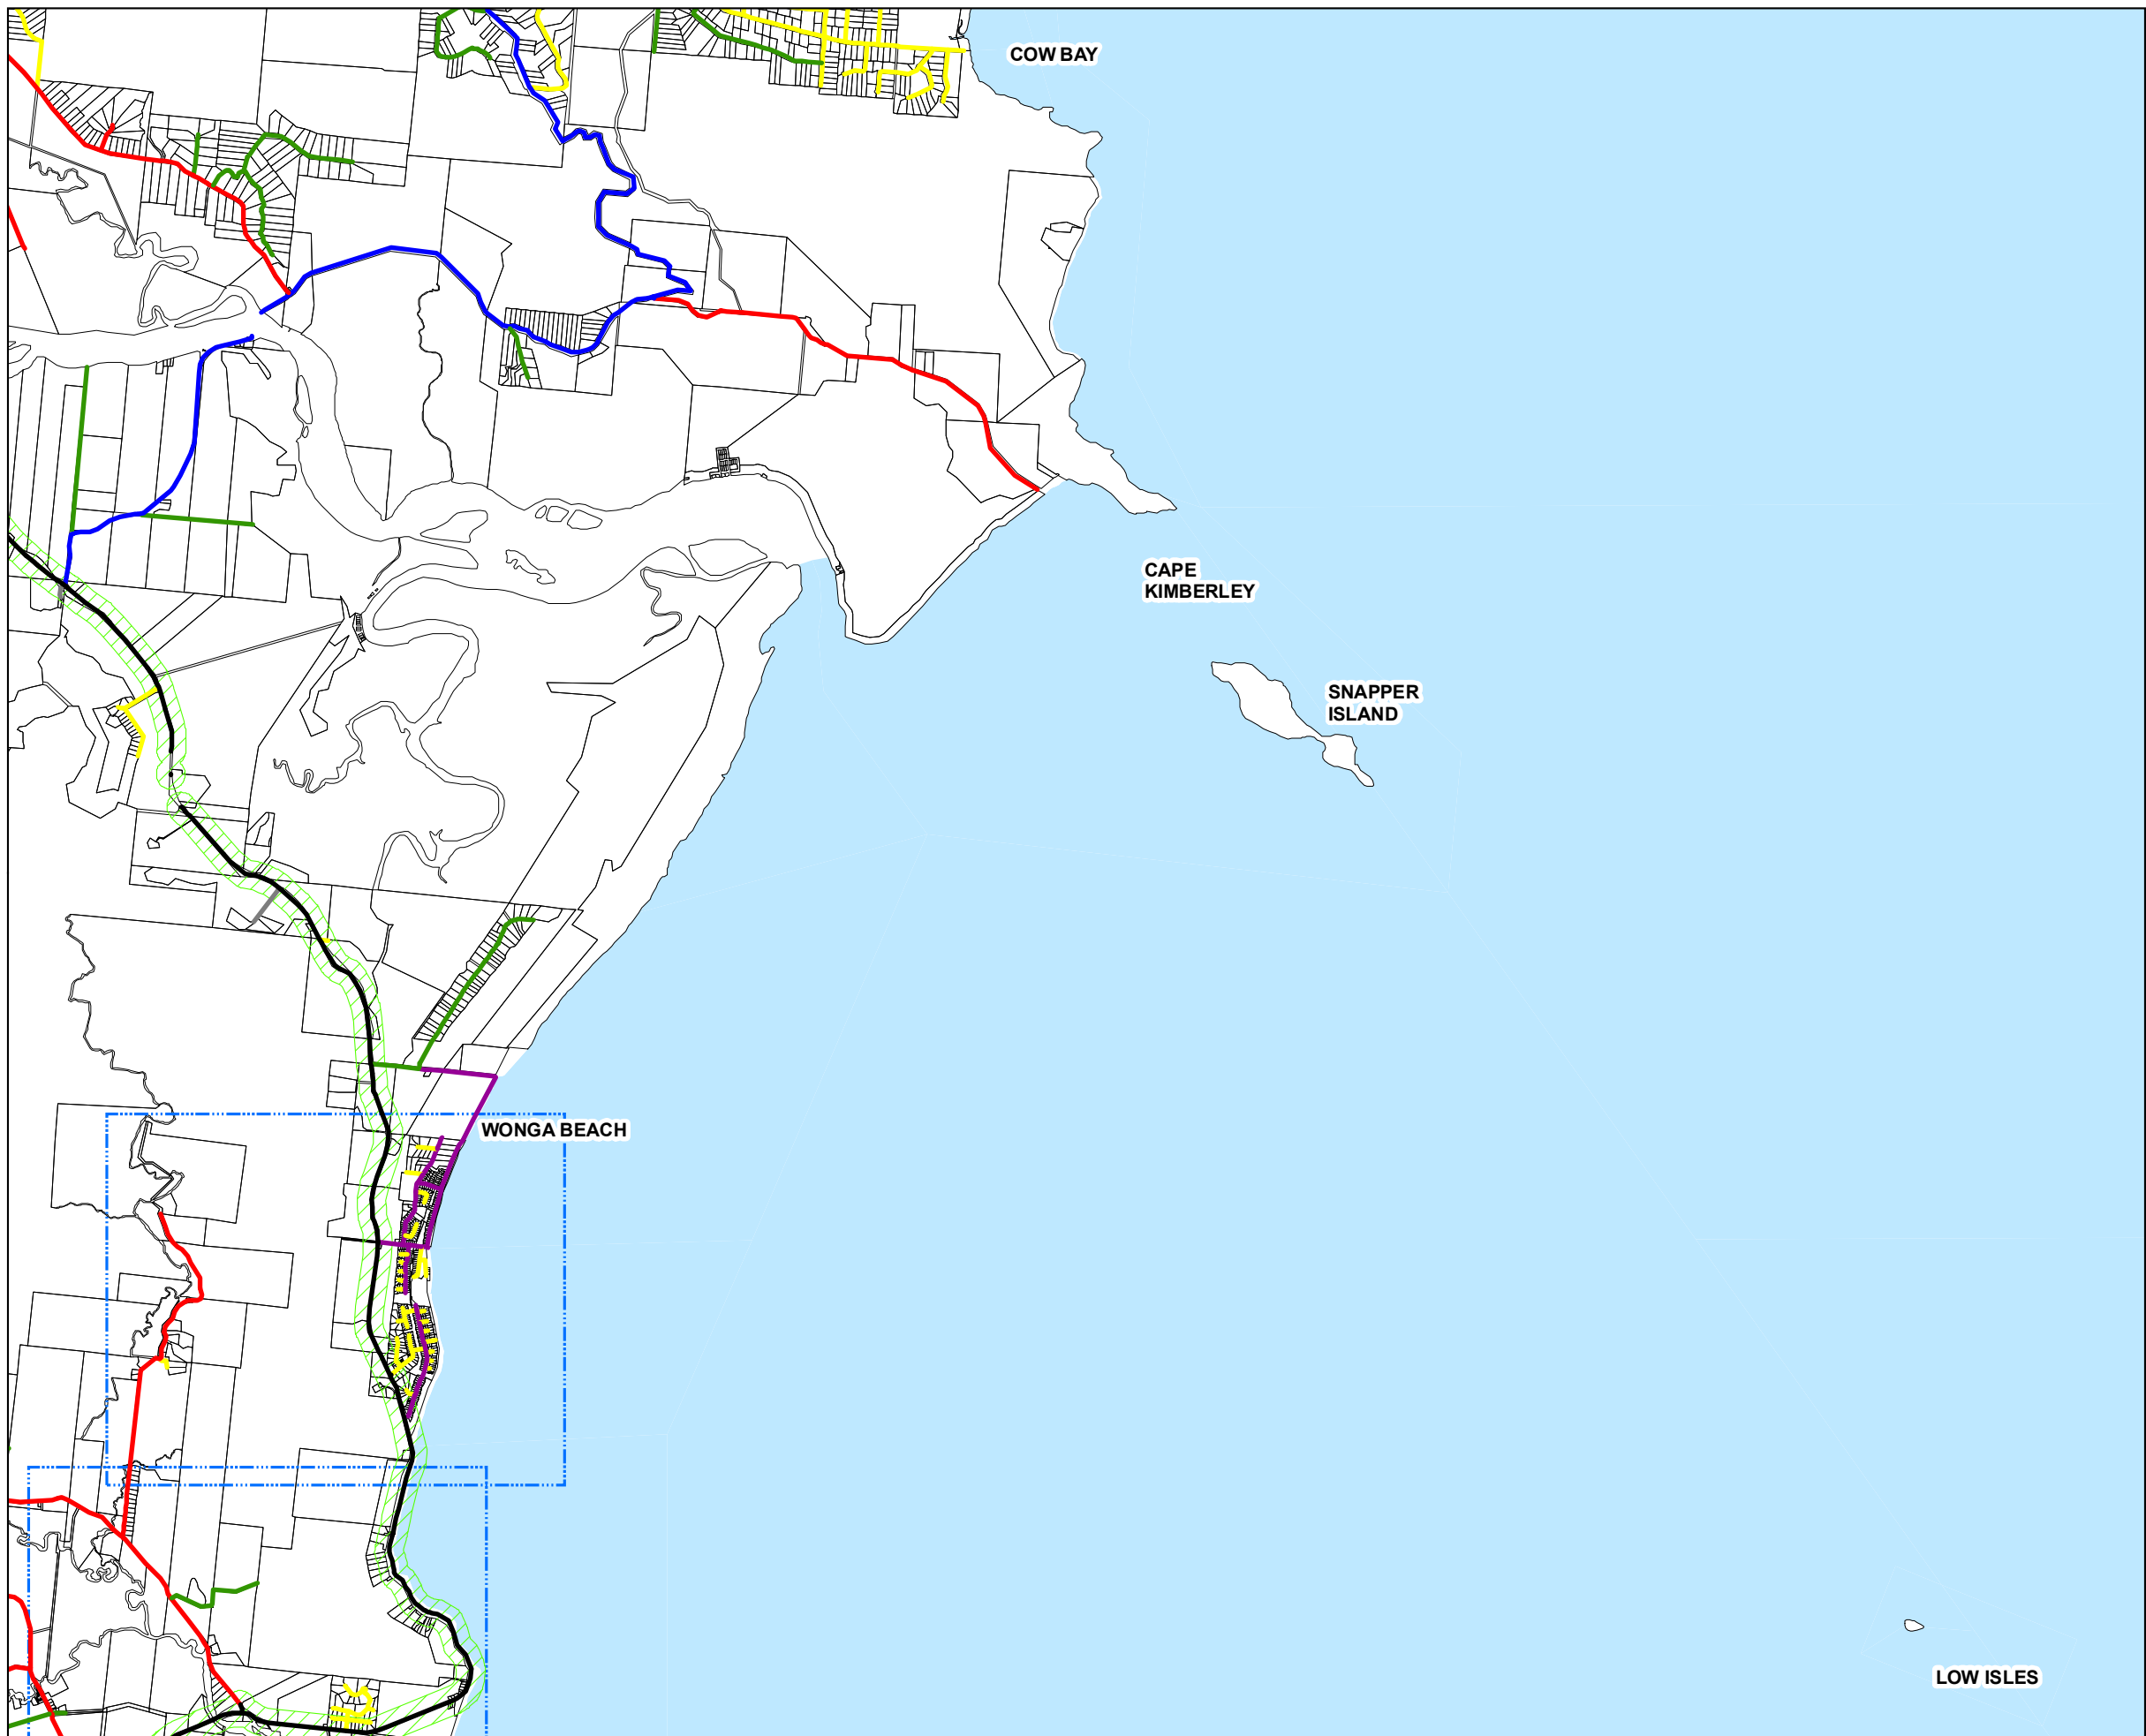 COW BAY
CAPE
KIMBERLEY
SNAPPER
ISLAND
WONGA BEACH
LOW ISLES